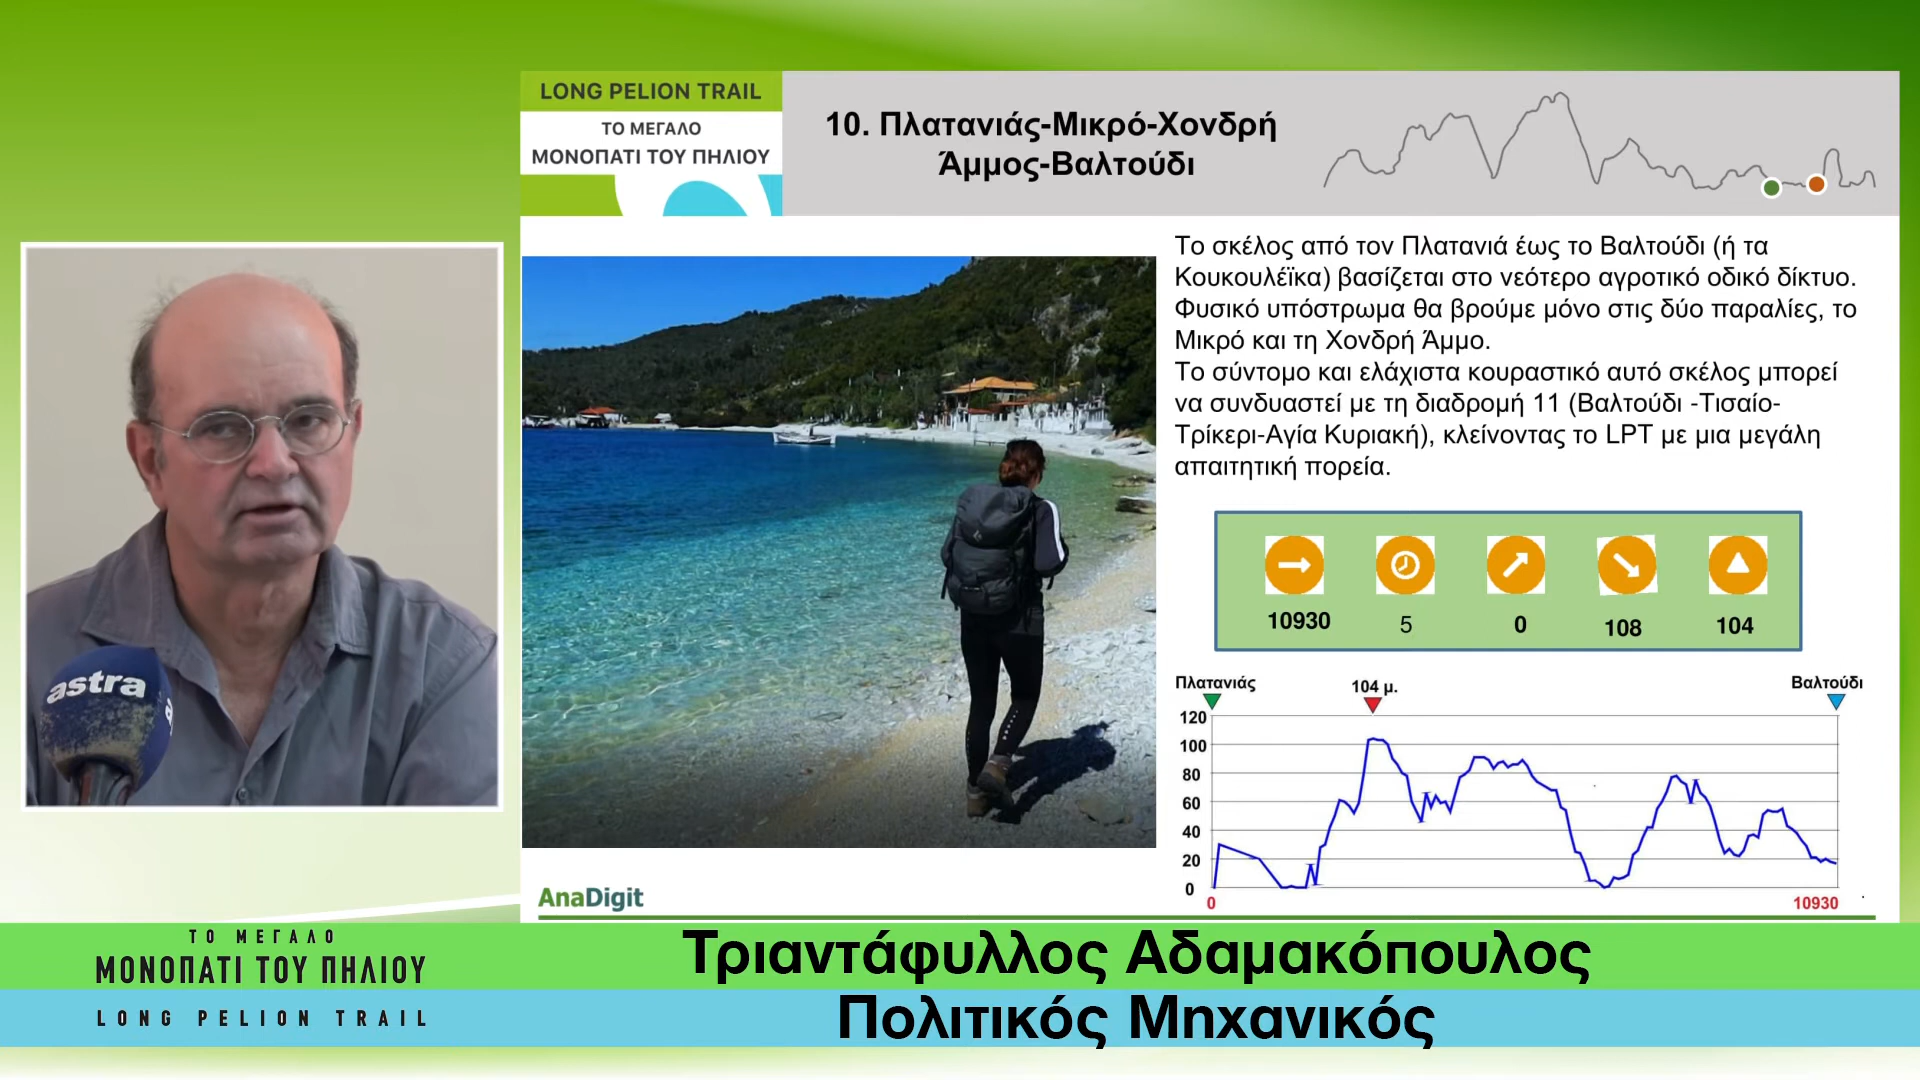 LONG PELION TRAIL
ΤΟ ΜΕΓΑΛΟ
ΜΟΝΟΠΑΤΙ ΤΟΥ ΠΗΛΙΟΥ
10. Πλατανιάς-Μικρό-Χονδρή
Άμμος-Βαλτούδι
Το σκέλος από τον Πλατανιά έως το Βαλτούδι (ή τα
Κουκουλέϊκα) βασίζεται στο νεότερο αγροτικό οδικό δίκτυο.
Φυσικό υπόστρωμα θα βρούμε μόνο στις δύο παραλίες, το
Μικρό και τη Χονδρή Άμμο.
Το σύντομο και ελάχιστα κουραστικό αυτό σκέλος μπορεί
να συνδυαστεί με τη διαδρομή 11 (Βαλτούδι -Τισαίο-
Τρίκερι-Αγία Κυριακή), κλείνοντας το LPT με μια μεγάλη
απαιτητική πορεία.
10930 5 0 108 104
Πλατανιάς 104 μ. Βαλτούδι
120
100
80
60
40
20
0
0 10930
astra
AnaDigit
ΤΟ ΜΕΓΑΛΟ
ΜΟΝΟΠΑΤΙ ΤΟΥ ΠΗΛΙΟΥ
LONG PELION TRAIL
Τριαντάφυλλος Αδαμακόπουλος
Πολιτικός Μηχανικός